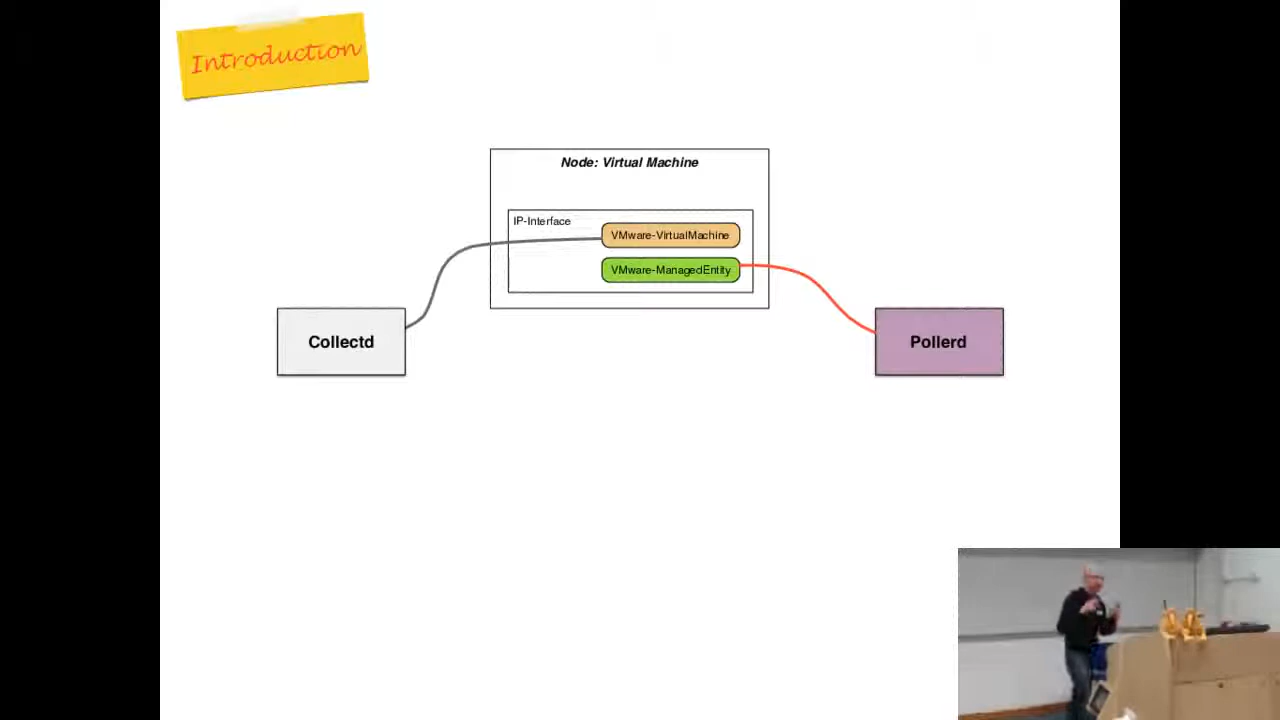 Introduction
Node: Virtual Machine
IP-Interface
VMware-VirtualMachine
VMware-ManagedEntity
Collectd
Pollerd